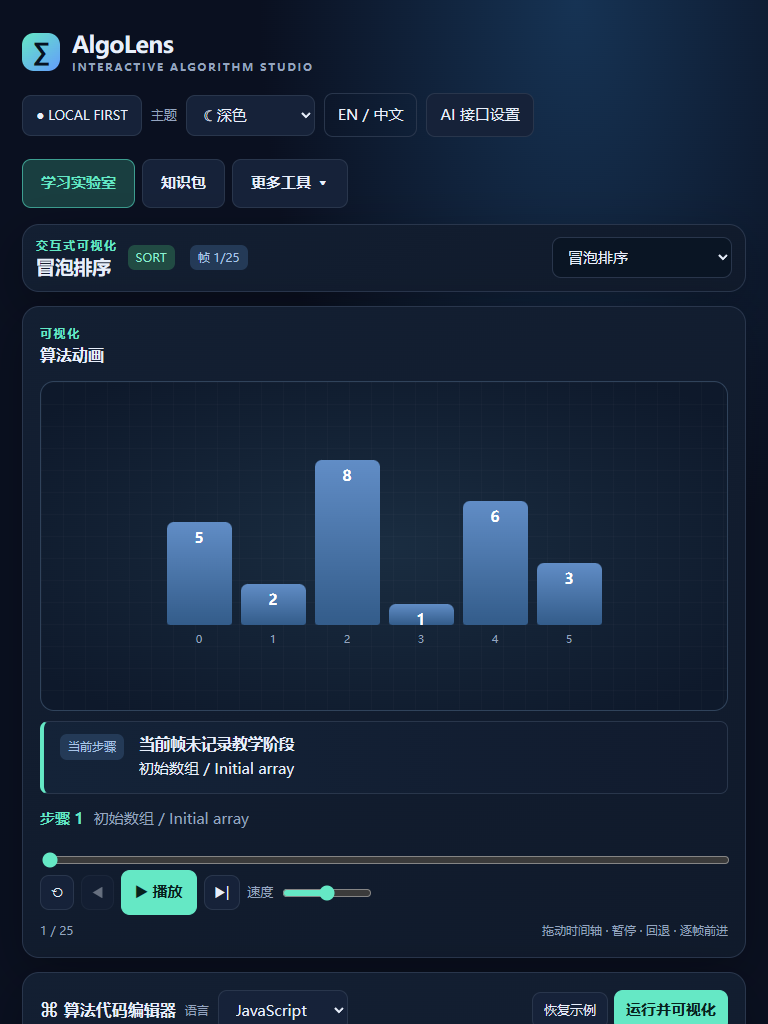 ∑ AlgoLens
INTERACTIVE ALGORITHM STUDIO
● LOCAL FIRST 主题 ☾ 深色 EN / 中文 AI 接口设置
学习实验室 知识包 更多工具 ▾
交互式可视化
冒泡排序 SORT 帧 1/25 冒泡排序
可视化
算法动画
5 2 8 1 6 3
0 1 2 3 4 5
当前步骤 当前帧未记录教学阶段
初始数组 / Initial array
步骤 1 初始数组 / Initial array
⟲ ◀ ▶ 播放 ▶| 速度
1 / 25 拖动时间轴 · 暂停 · 回退 · 逐帧前进
⌘ 算法代码编辑器 语言 JavaScript 恢复示例 运行并可视化